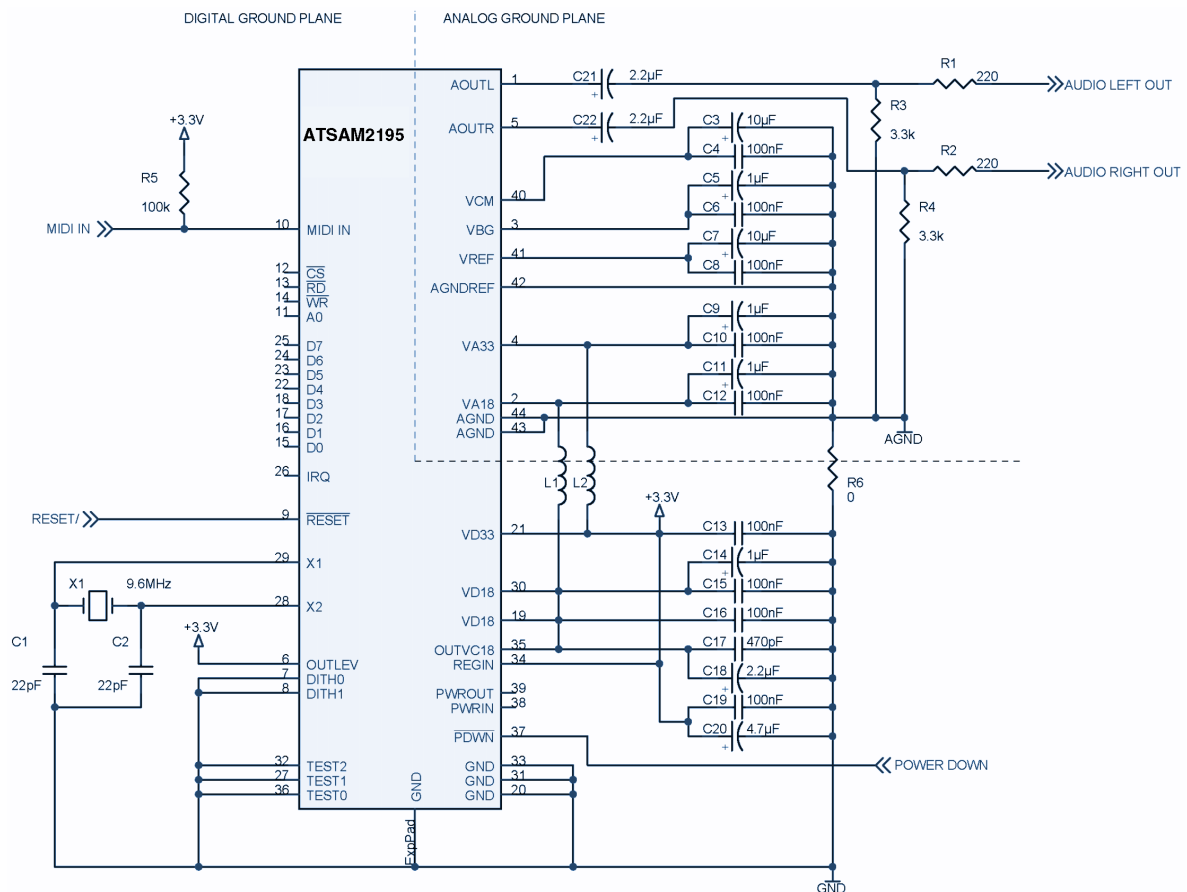 DIGITAL GROUND PLANE
ANALOG GROUND PLANE
ATSAM2195
+3.3V
R5
100k
MIDI IN
10
MIDI IN
12
CS
13
RD
14
WR
11
A0
25
D7
24
D6
23
D5
22
D4
18
D3
17
D2
16
D1
15
D0
26
IRQ
RESET/
9
RESET
29
X1
X1
9.6MHz
28
X2
C1
22pF
C2
22pF
+3.3V
6
OUTLEV
7
DITH0
8
DITH1
32
TEST2
27
TEST1
36
TEST0
GND
ExpPad
AOUTL
1
C21
2.2µF
+
R1
220
AUDIO LEFT OUT
R3
3.3k
AOUTR
5
C22
2.2µF
+
R2
220
AUDIO RIGHT OUT
R4
3.3k
C3
10µF
+
C4
100nF
VCM
40
C5
1µF
+
C6
100nF
VBG
3
C7
10µF
+
C8
100nF
VREF
41
AGNDREF
42
C9
1µF
+
C10
100nF
VA33
4
C11
1µF
+
C12
100nF
VA18
2
AGND
44
AGND
43
AGND
L1
L2
R6
0
+3.3V
VD33
21
C13
100nF
C14
1µF
+
VD18
30
C15
100nF
VD18
19
C16
100nF
OUTVC18
35
C17
470pF
REGIN
34
C18
2.2µF
+
PWROUT
39
C19
100nF
PWRIN
38
C20
4.7µF
+
PDWN
37
POWER DOWN
GND
33
GND
31
GND
20
GND